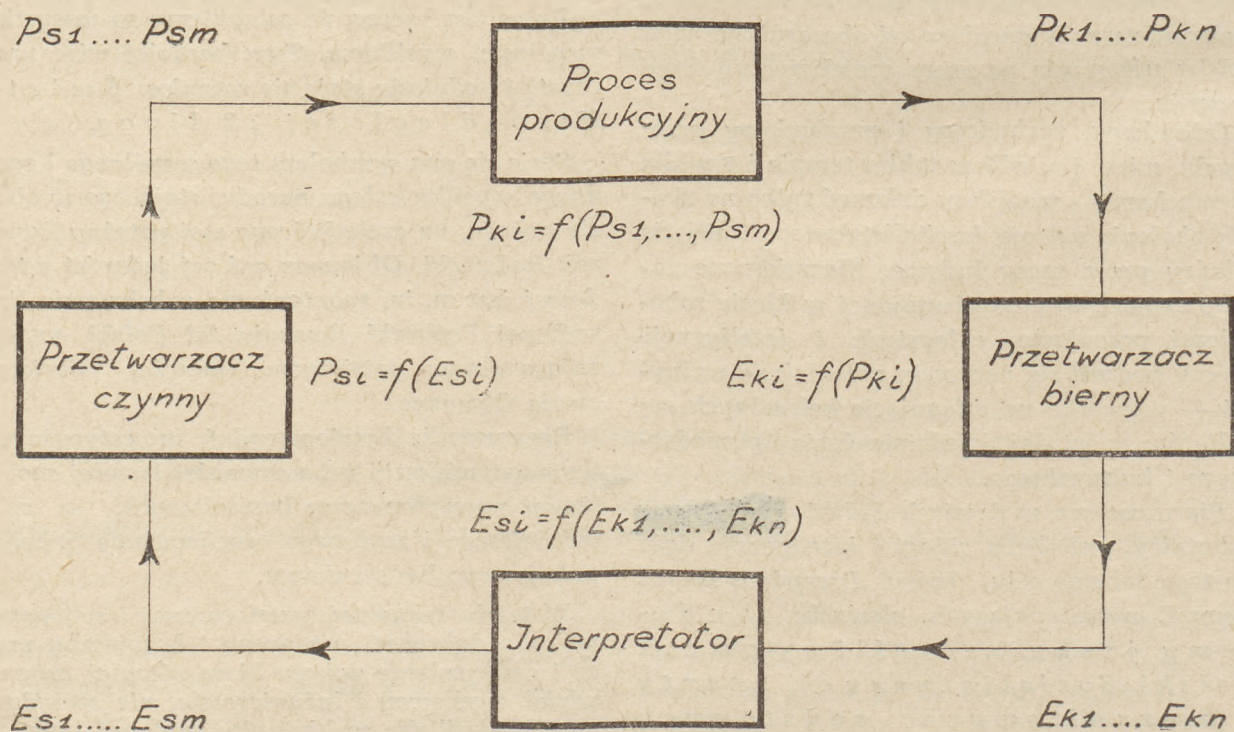 Ps1.... Psm
Proces
produkcyjny
Pk1.... Pkn
Pki = f(Ps1,...., Psm)
Przetwarzacz
czynny
Psi = f(Esi)
Eki = f(Pki)
Przetwarzacz
bierny
Esi = f(Ek1,...., Ekn)
Interpretator
Es1.... Esm
Ek1.... Ekn